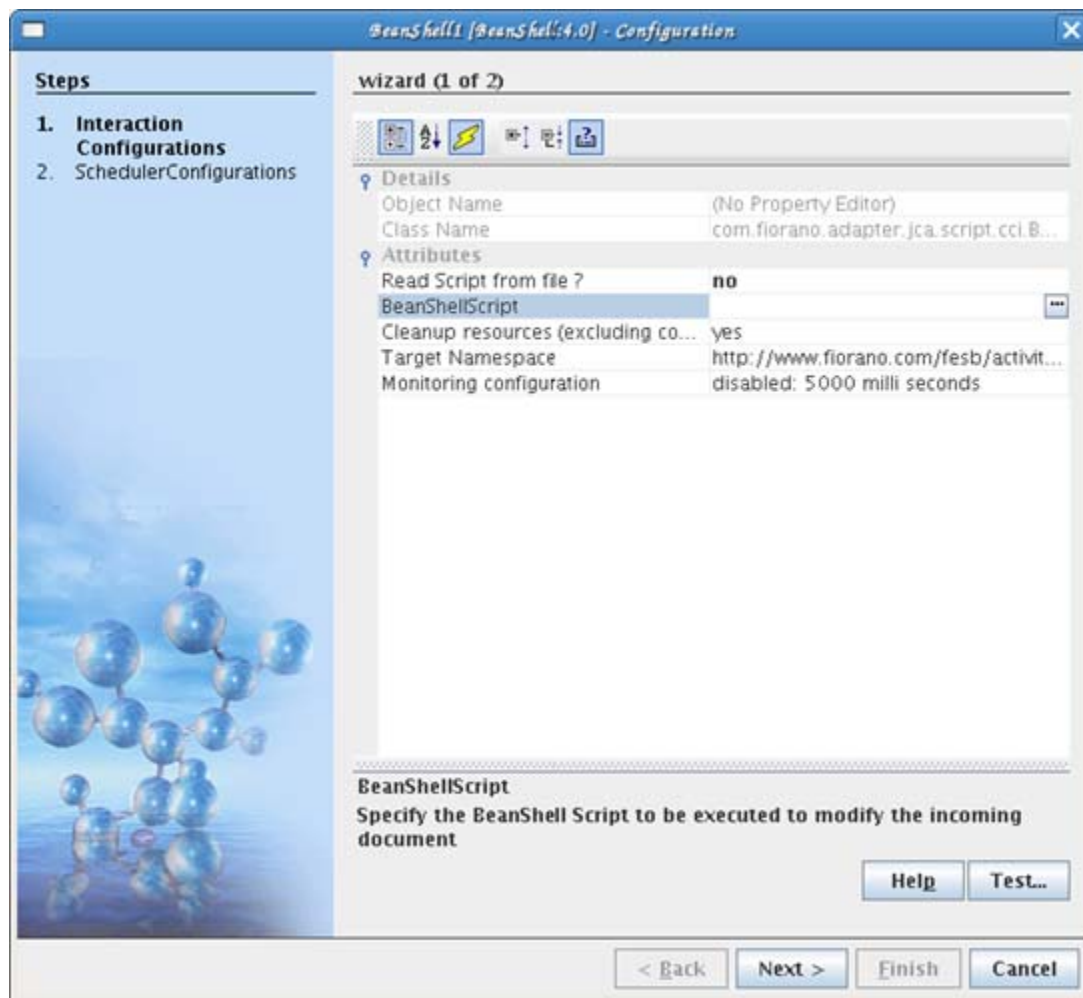 BeanShell1 [BeanShell:4.0] - Configuration
Steps
1. Interaction
Configurations
2. SchedulerConfigurations
wizard (1 of 2)
Details
Object Name (No Property Editor)
Class Name com.fiorano.adapter.jca.script.cci.B...
Attributes
Read Script from file ? no
BeanShellScript ...
Cleanup resources (excluding co... yes
Target Namespace http://www.fiorano.com/fesb/activit...
Monitoring configuration disabled: 5000 milli seconds
BeanShellScript
Specify the BeanShell Script to be executed to modify the incoming
document
Help Test...
< Back Next > Finish Cancel